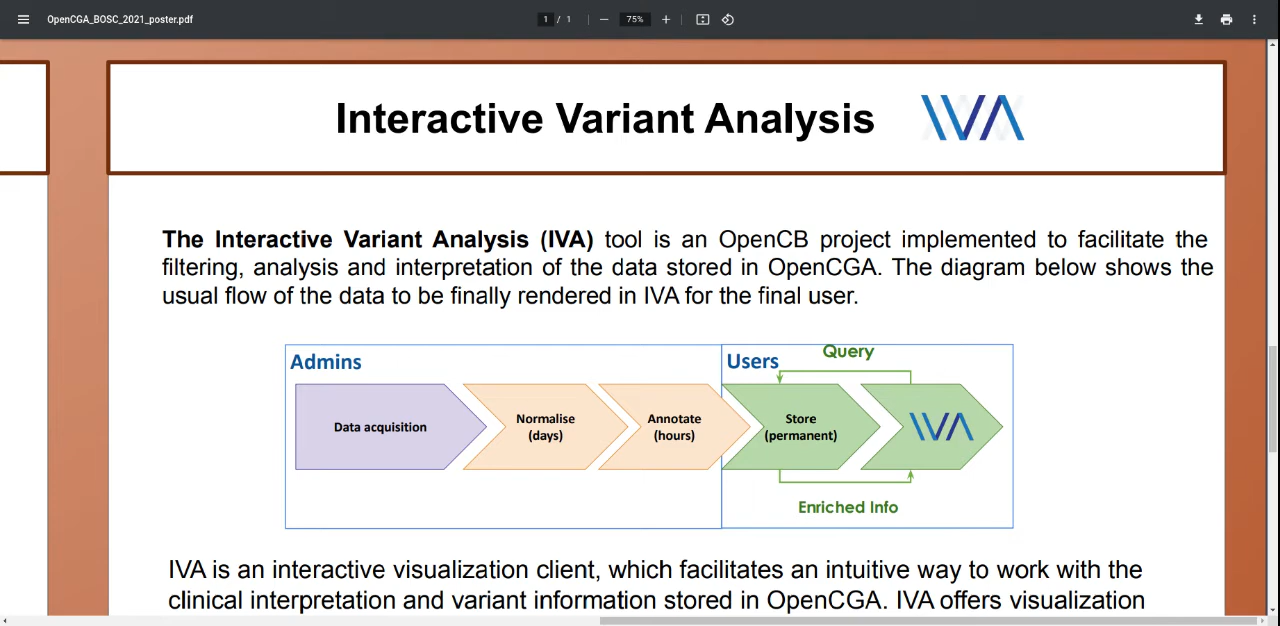 OpenCGA_BOSC_2021_poster.pdf
1 / 1
75%
Interactive Variant Analysis
IVA
The Interactive Variant Analysis (IVA) tool is an OpenCB project implemented to facilitate the
filtering, analysis and interpretation of the data stored in OpenCGA. The diagram below shows the
usual flow of the data to be finally rendered in IVA for the final user.
Admins
Users
Query
Data acquisition
Normalise
(days)
Annotate
(hours)
Store
(permanent)
IVA
Enriched Info
IVA is an interactive visualization client, which facilitates an intuitive way to work with the
clinical interpretation and variant information stored in OpenCGA. IVA offers visualization